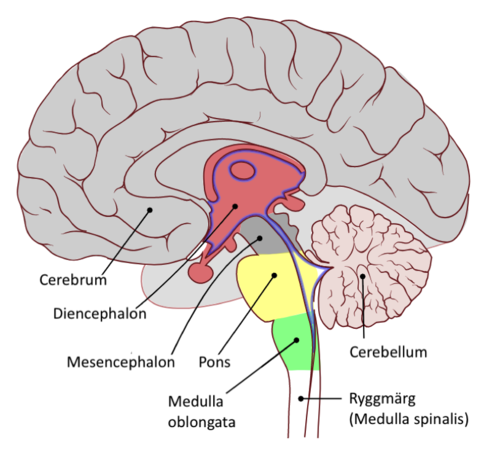 Cerebrum
Diencephalon
Mesencephalon
Pons
Cerebellum
Medulla
oblongata
Ryggmärg
(Medulla spinalis)